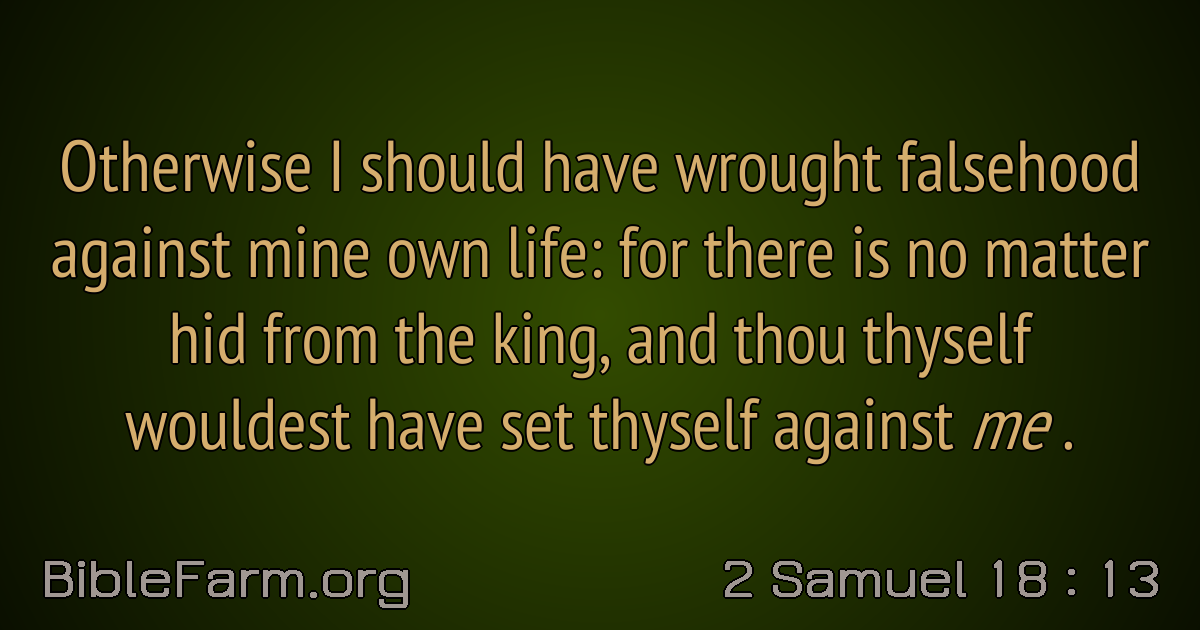 Otherwise I should have wrought falsehood
against mine own life: for there is no matter
hid from the king, and thou thyself
wouldest have set thyself against me .
BibleFarm.org
2 Samuel 18 : 13